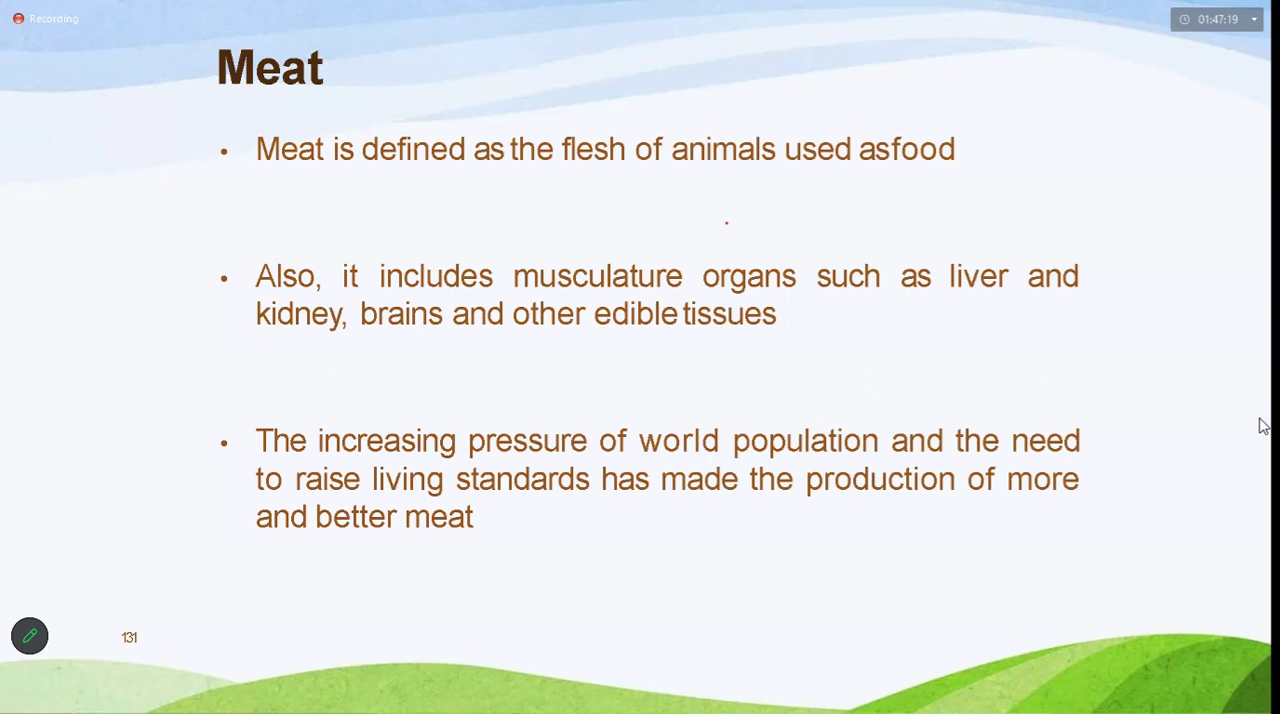 Recording
01:47:19
Meat
• Meat is defined as the flesh of animals used asfood
• Also, it includes musculature organs such as liver and
kidney, brains and other edible tissues
• The increasing pressure of world population and the need
to raise living standards has made the production of more
and better meat
131